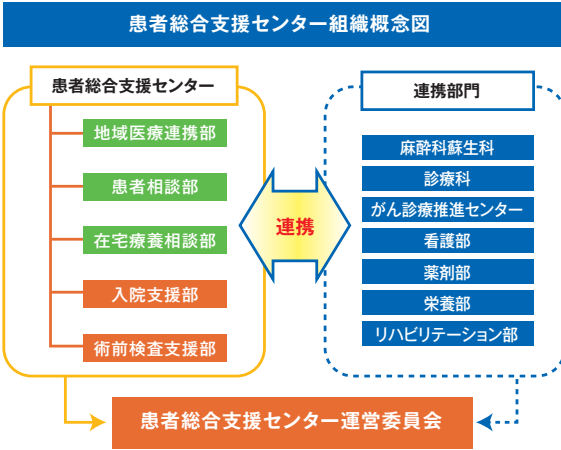 患者総合支援センター組織概念図
患者総合支援センター
地域医療連携部
患者相談部
在宅療養相談部
入院支援部
術前検査支援部
連携
連携部門
麻酔科蘇生科
診療科
がん診療推進センター
看護部
薬剤部
栄養部
リハビリテーション部
患者総合支援センター運営委員会